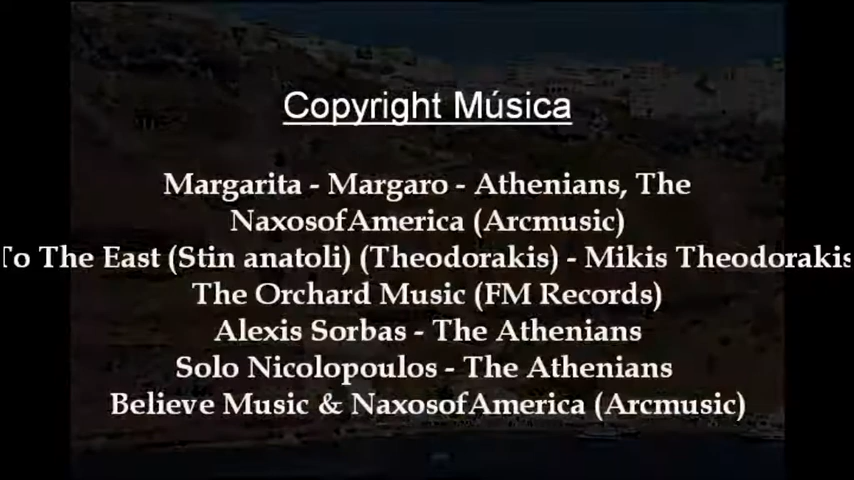 Copyright Música
Margarita - Margaro - Athenians, The
NaxosofAmerica (Arcmusic)
To The East (Stin anatoli) (Theodorakis) - Mikis Theodorakis
The Orchard Music (FM Records)
Alexis Sorbas - The Athenians
Solo Nicolopoulos - The Athenians
Believe Music & NaxosofAmerica (Arcmusic)